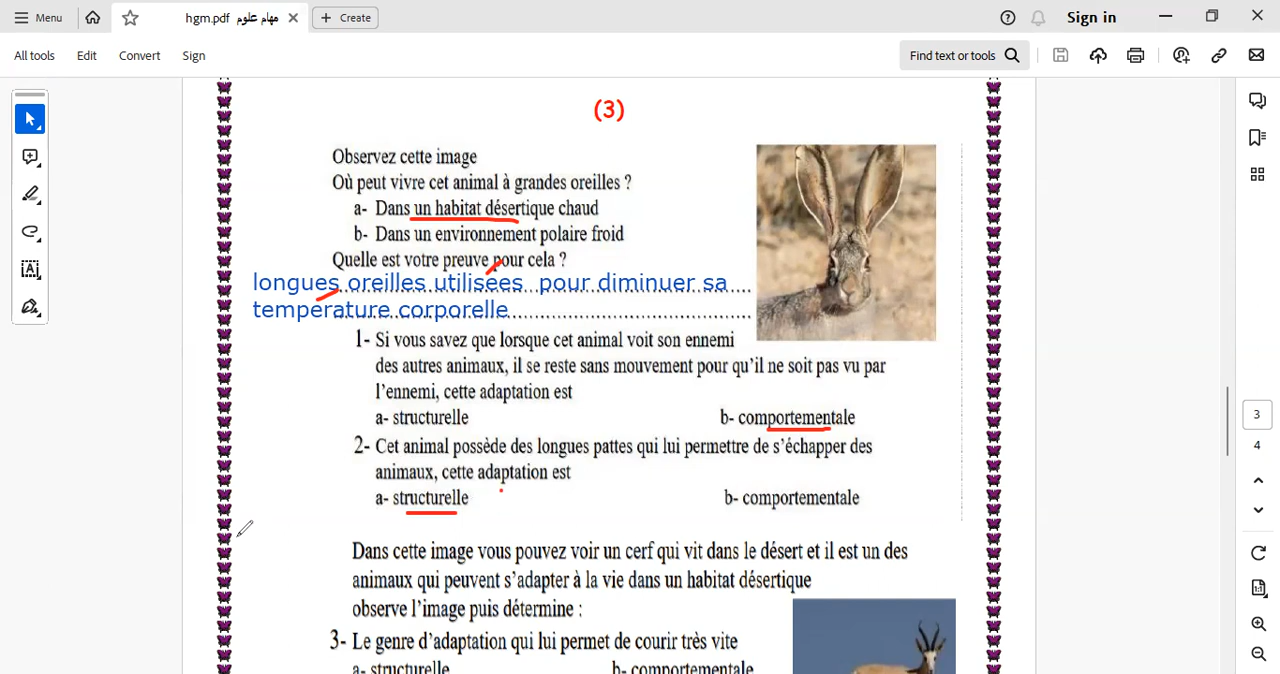 Menu
مهام علوم hgm.pdf
Create
Sign in
All tools
Edit
Convert
Sign
Find text or tools
(3)
Observez cette image
Où peut vivre cet animal à grandes oreilles ?
a- Dans un habitat désertique chaud
b- Dans un environnement polaire froid
Quelle est votre preuve pour cela ?
longues oreilles utilisées pour diminuer sa
temperature corporelle
1- Si vous savez que lorsque cet animal voit son ennemi
des autres animaux, il se reste sans mouvement pour qu'il ne soit pas vu par
l'ennemi, cette adaptation est
a- structurelle
b- comportementale
2- Cet animal possède des longues pattes qui lui permettre de s'échapper des
animaux, cette adaptation est
a- structurelle
b- comportementale
Dans cette image vous pouvez voir un cerf qui vit dans le désert et il est un des
animaux qui peuvent s'adapter à la vie dans un habitat désertique
observe l'image puis détermine :
3- Le genre d'adaptation qui lui permet de courir très vite
a- structurelle
b- comportementale
3
4